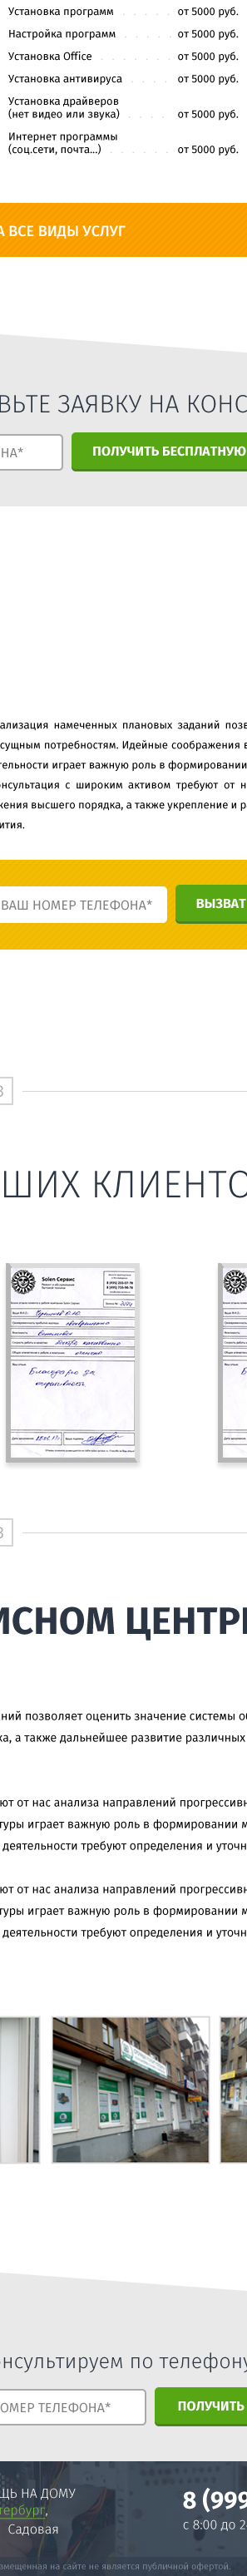 Установка программ от 5000 руб.
Настройка программ от 5000 руб.
Установка Office от 5000 руб.
Установка антивируса от 5000 руб.
Установка драйверов
(нет видео или звука) от 5000 руб.
Интернет программы
(соц.сети, почта...) от 5000 руб.
А ВСЕ ВИДЫ УСЛУГ
ВЬТЕ ЗАЯВКУ НА КОНС
НА*
ПОЛУЧИТЬ БЕСПЛАТНУЮ
ализация намеченных плановых заданий позв
сущным потребностям. Идейные соображения в
тельности играет важную роль в формировании
нсультация с широким активом требуют от н
жения высшего порядка, а также укрепление и р
ития.
ВАШ НОМЕР ТЕЛЕФОНА*
ВЫЗВАТ
ШИХ КЛИЕНТО
Solen Сервис
Благодарю за
ИСНОМ ЦЕНТР
ний позволяет оценить значение системы о
ка, а также дальнейшее развитие различных
ют от нас анализа направлений прогрессивн
туры играет важную роль в формировании м
деятельности требуют определения и уточн
ют от нас анализа направлений прогрессивн
туры играет важную роль в формировании м
деятельности требуют определения и уточн
нсультируем по телефону
ОМЕР ТЕЛЕФОНА*
ПОЛУЧИТЬ
ЩЬ НА ДОМУ
тербург,
Садовая
8 (999
с 8:00 до 2
змещенная на сайте не является публичной офертой.